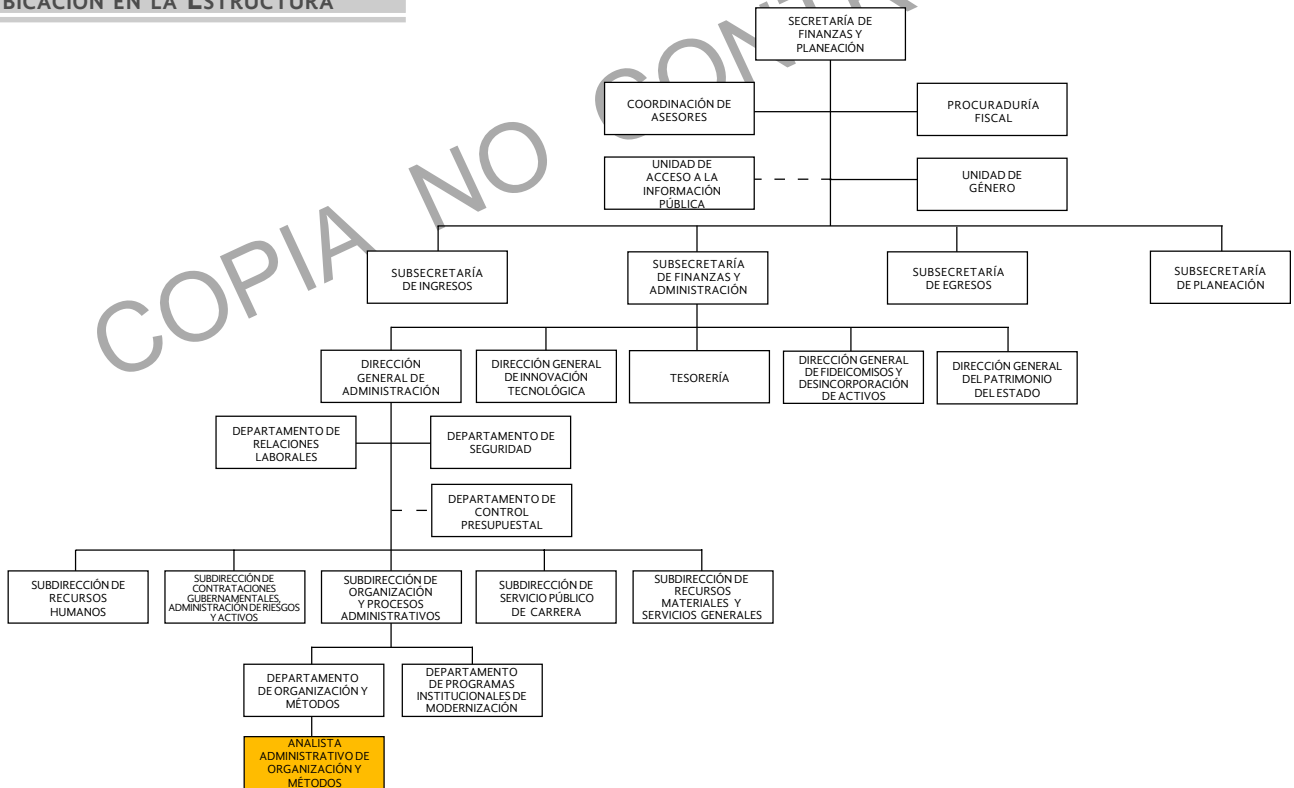 BICACIÓN EN LA ESTRUCTURA
COPIA NO CONTR
SECRETARÍA DE
FINANZAS Y
PLANEACIÓN
COORDINACIÓN DE
ASESORES
PROCURADURÍA
FISCAL
UNIDAD DE
ACCESO A LA
INFORMACIÓN
PÚBLICA
UNIDAD DE
GÉNERO
SUBSECRETARÍA
DE INGRESOS
SUBSECRETARÍA
DE FINANZAS Y
ADMINISTRACIÓN
SUBSECRETARÍA
DE EGRESOS
SUBSECRETARÍA
DE PLANEACIÓN
DIRECCIÓN
GENERAL DE
ADMINISTRACIÓN
DIRECCIÓN GENERAL
DE INNOVACIÓN
TECNOLÓGICA
TESORERÍA
DIRECCIÓN GENERAL
DE FIDEICOMISOS Y
DESINCORPORACIÓN
DE ACTIVOS
DIRECCIÓN GENERAL
DEL PATRIMONIO
DEL ESTADO
DEPARTAMENTO DE
RELACIONES
LABORALES
DEPARTAMENTO DE
SEGURIDAD
DEPARTAMENTO DE
CONTROL
PRESUPUESTAL
SUBDIRECCIÓN DE
RECURSOS
HUMANOS
SUBDIRECCIÓN DE
CONTRATACIONES
GUBERNAMENTALES,
ADMINISTRACIÓN DE RIESGOS
Y ACTIVOS
SUBDIRECCIÓN DE
ORGANIZACIÓN
Y PROCESOS
ADMINISTRATIVOS
SUBDIRECCIÓN DE
SERVICIO PÚBLICO
DE CARRERA
SUBDIRECCIÓN DE
RECURSOS
MATERIALES Y
SERVICIOS GENERALES
DEPARTAMENTO
DE ORGANIZACIÓN Y
MÉTODOS
DEPARTAMENTO
DE PROGRAMAS
INSTITUCIONALES DE
MODERNIZACIÓN
ANALISTA
ADMINISTRATIVO DE
ORGANIZACIÓN Y
MÉTODOS